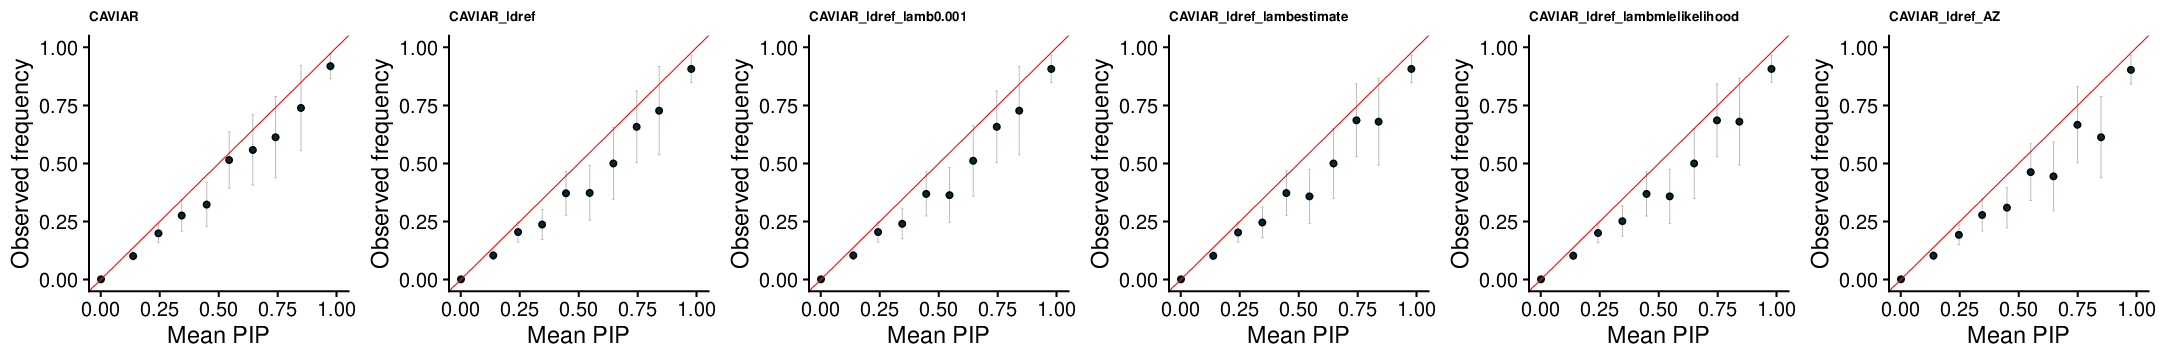 CAVIAR
Observed frequency
1.00
0.75
0.50
0.25
0.00
0.00 0.25 0.50 0.75 1.00
Mean PIP
CAVIAR_ldref
Observed frequency
1.00
0.75
0.50
0.25
0.00
0.00 0.25 0.50 0.75 1.00
Mean PIP
CAVIAR_ldref_lamb0.001
Observed frequency
1.00
0.75
0.50
0.25
0.00
0.00 0.25 0.50 0.75 1.00
Mean PIP
CAVIAR_ldref_lambestimate
Observed frequency
1.00
0.75
0.50
0.25
0.00
0.00 0.25 0.50 0.75 1.00
Mean PIP
CAVIAR_ldref_lambmlelikelihood
Observed frequency
1.00
0.75
0.50
0.25
0.00
0.00 0.25 0.50 0.75 1.00
Mean PIP
CAVIAR_ldref_AZ
Observed frequency
1.00
0.75
0.50
0.25
0.00
0.00 0.25 0.50 0.75 1.00
Mean PIP